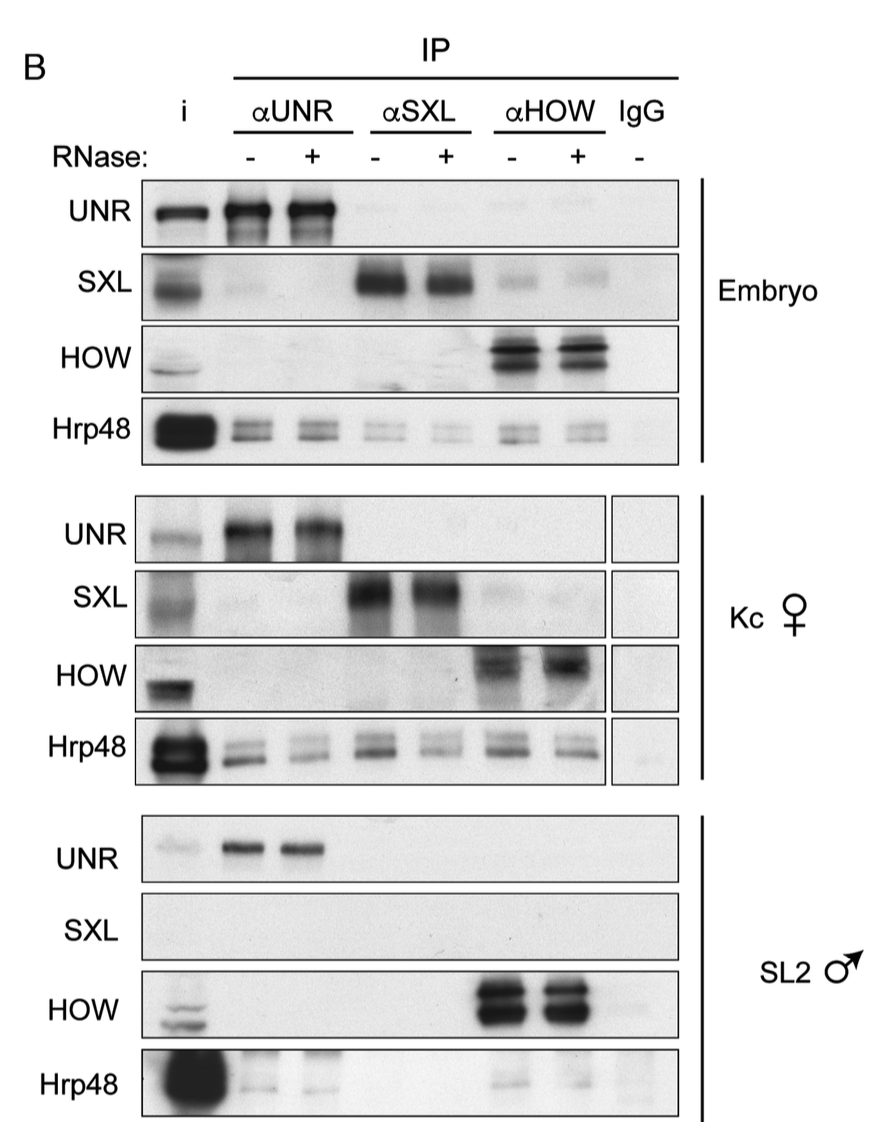 B
IP
i αUNR αSXL αHOW IgG
RNase: - + - + - + -
UNR
SXL
HOW
Hrp48
Embryo
UNR
SXL
HOW
Hrp48
Kc ♀
UNR
SXL
HOW
Hrp48
SL2 ♂